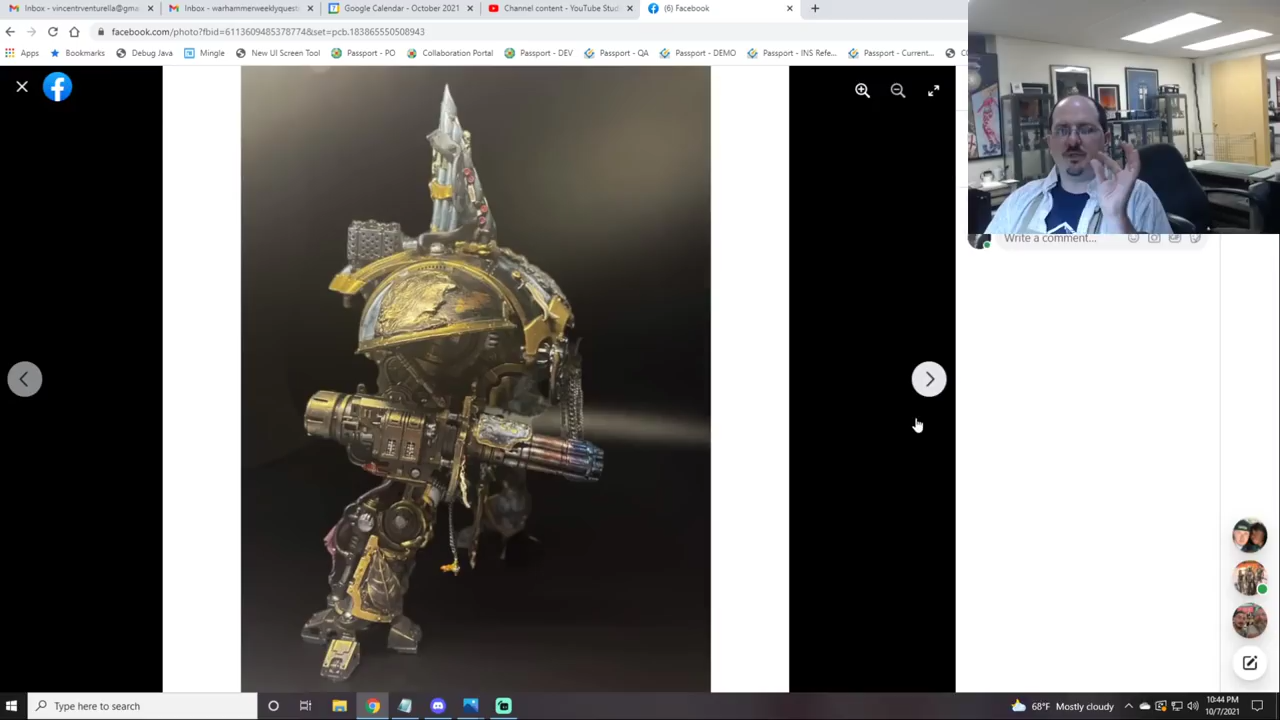 Inbox - vincentrventurella@gma
Inbox - warhammerweeklyquest
Google Calendar - October 2021
Channel content - YouTube Stud
(6) Facebook
facebook.com/photo?fbid=6113609485378774&set=pcb.183865550508943
Apps
Bookmarks
Debug Java
Mingle
New UI Screen Tool
Passport - PO
Collaboration Portal
Passport - DEV
Passport - QA
Passport - DEMO
Passport - INS Refe...
Passport - Current...
Write a comment...
Type here to search
68°F Mostly cloudy
10:44 PM
10/7/2021